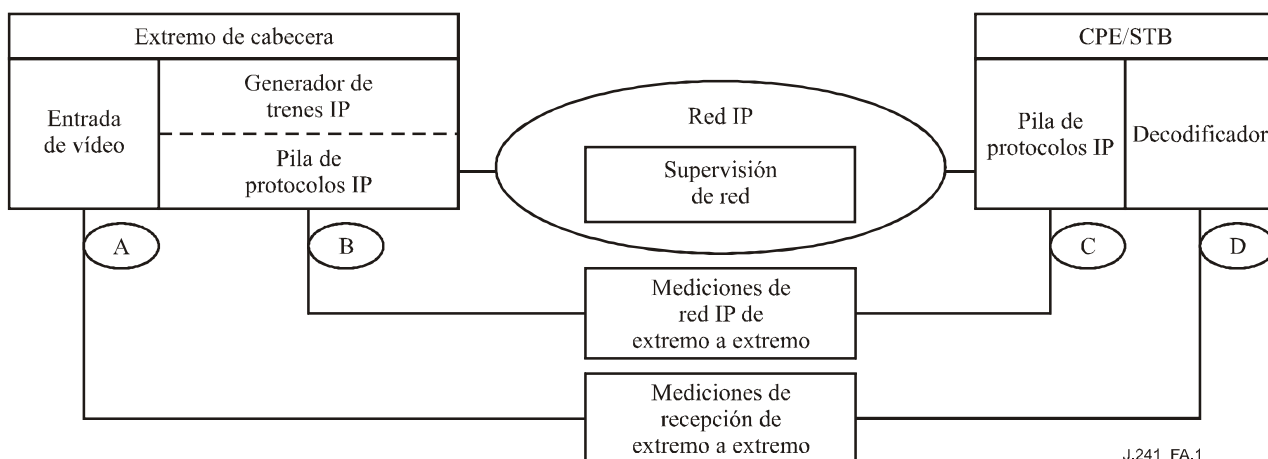 Extremo de cabecera
CPE/STB
Entrada
de vídeo
Generador de
trenes IP
Pila de
protocolos IP
Red IP
Supervisión
de red
Pila de
protocolos IP
Decodificador
A
B
C
D
Mediciones de
red IP de
extremo a extremo
Mediciones de
recepción de
extremo a extremo
J.241_FA.1